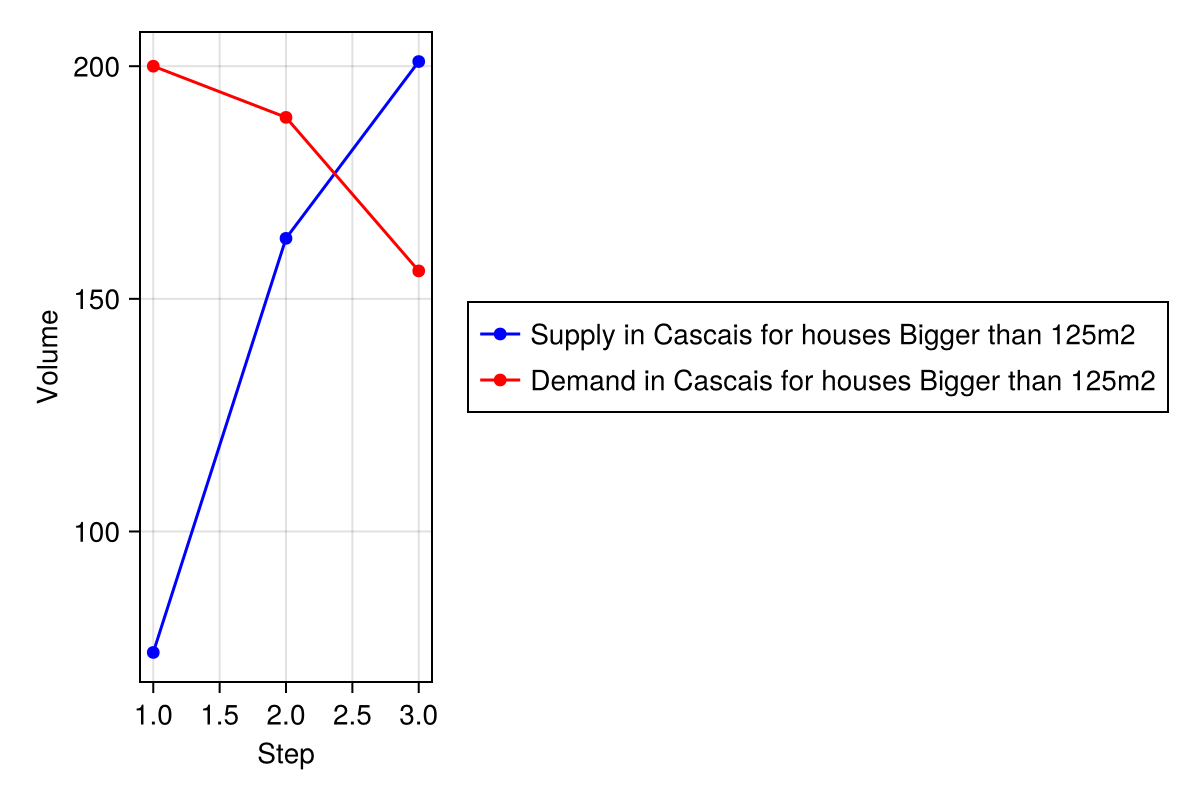 200
150
100
Volume
1.0 1.5 2.0 2.5 3.0
Step
Supply in Cascais for houses Bigger than 125m2
Demand in Cascais for houses Bigger than 125m2